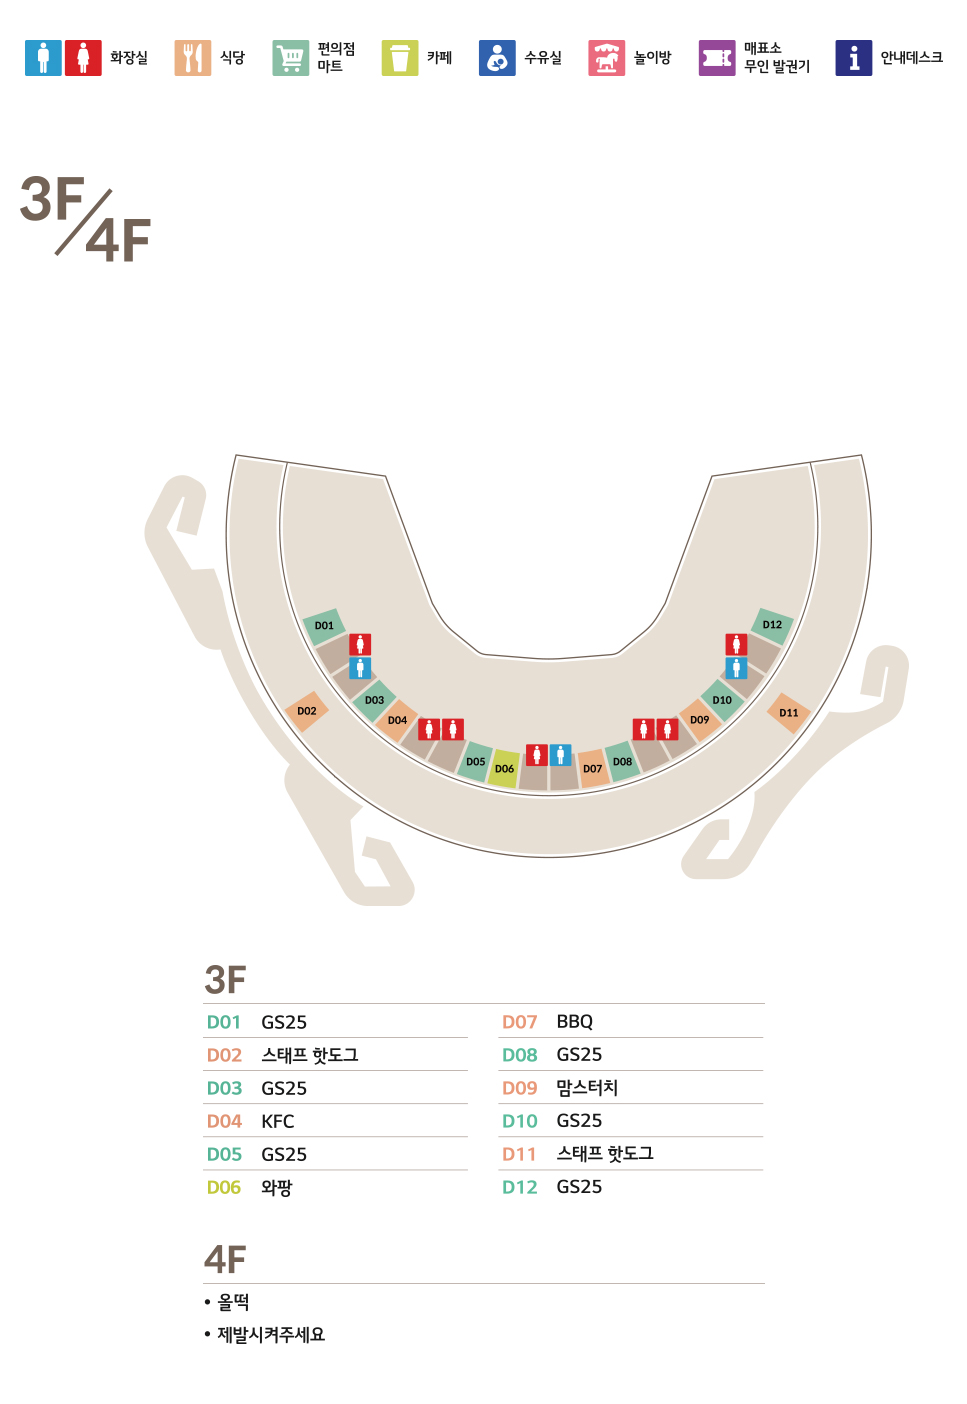 화장실
식당
편의점
마트
카페
수유실
놀이방
매표소
무인 발권기
안내데스크
3F/4F
D01
D12
D03
D10
D02
D04
D09
D11
D05
D06
D07
D08
3F
D01 GS25
D02 스태프 핫도그
D03 GS25
D04 KFC
D05 GS25
D06 와팡
D07 BBQ
D08 GS25
D09 맘스터치
D10 GS25
D11 스태프 핫도그
D12 GS25
4F
• 올떡
• 제발시켜주세요